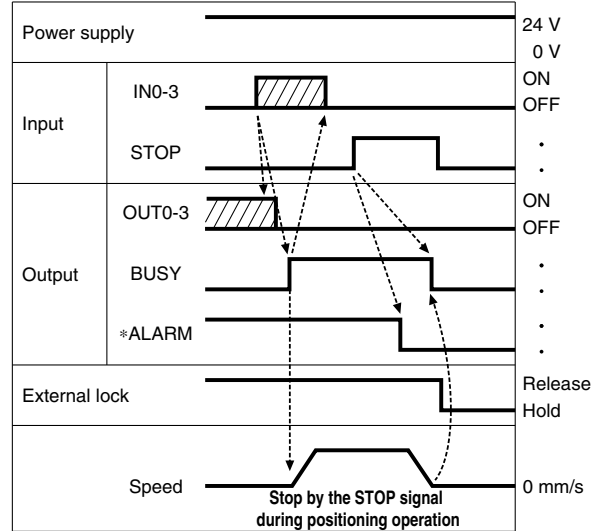 Power supply
24 V
0 V
Input
IN0-3
ON
OFF
STOP
Output
OUT0-3
ON
OFF
BUSY
*ALARM
External lock
Release
Hold
Speed
0 mm/s
Stop by the STOP signal
during positioning operation